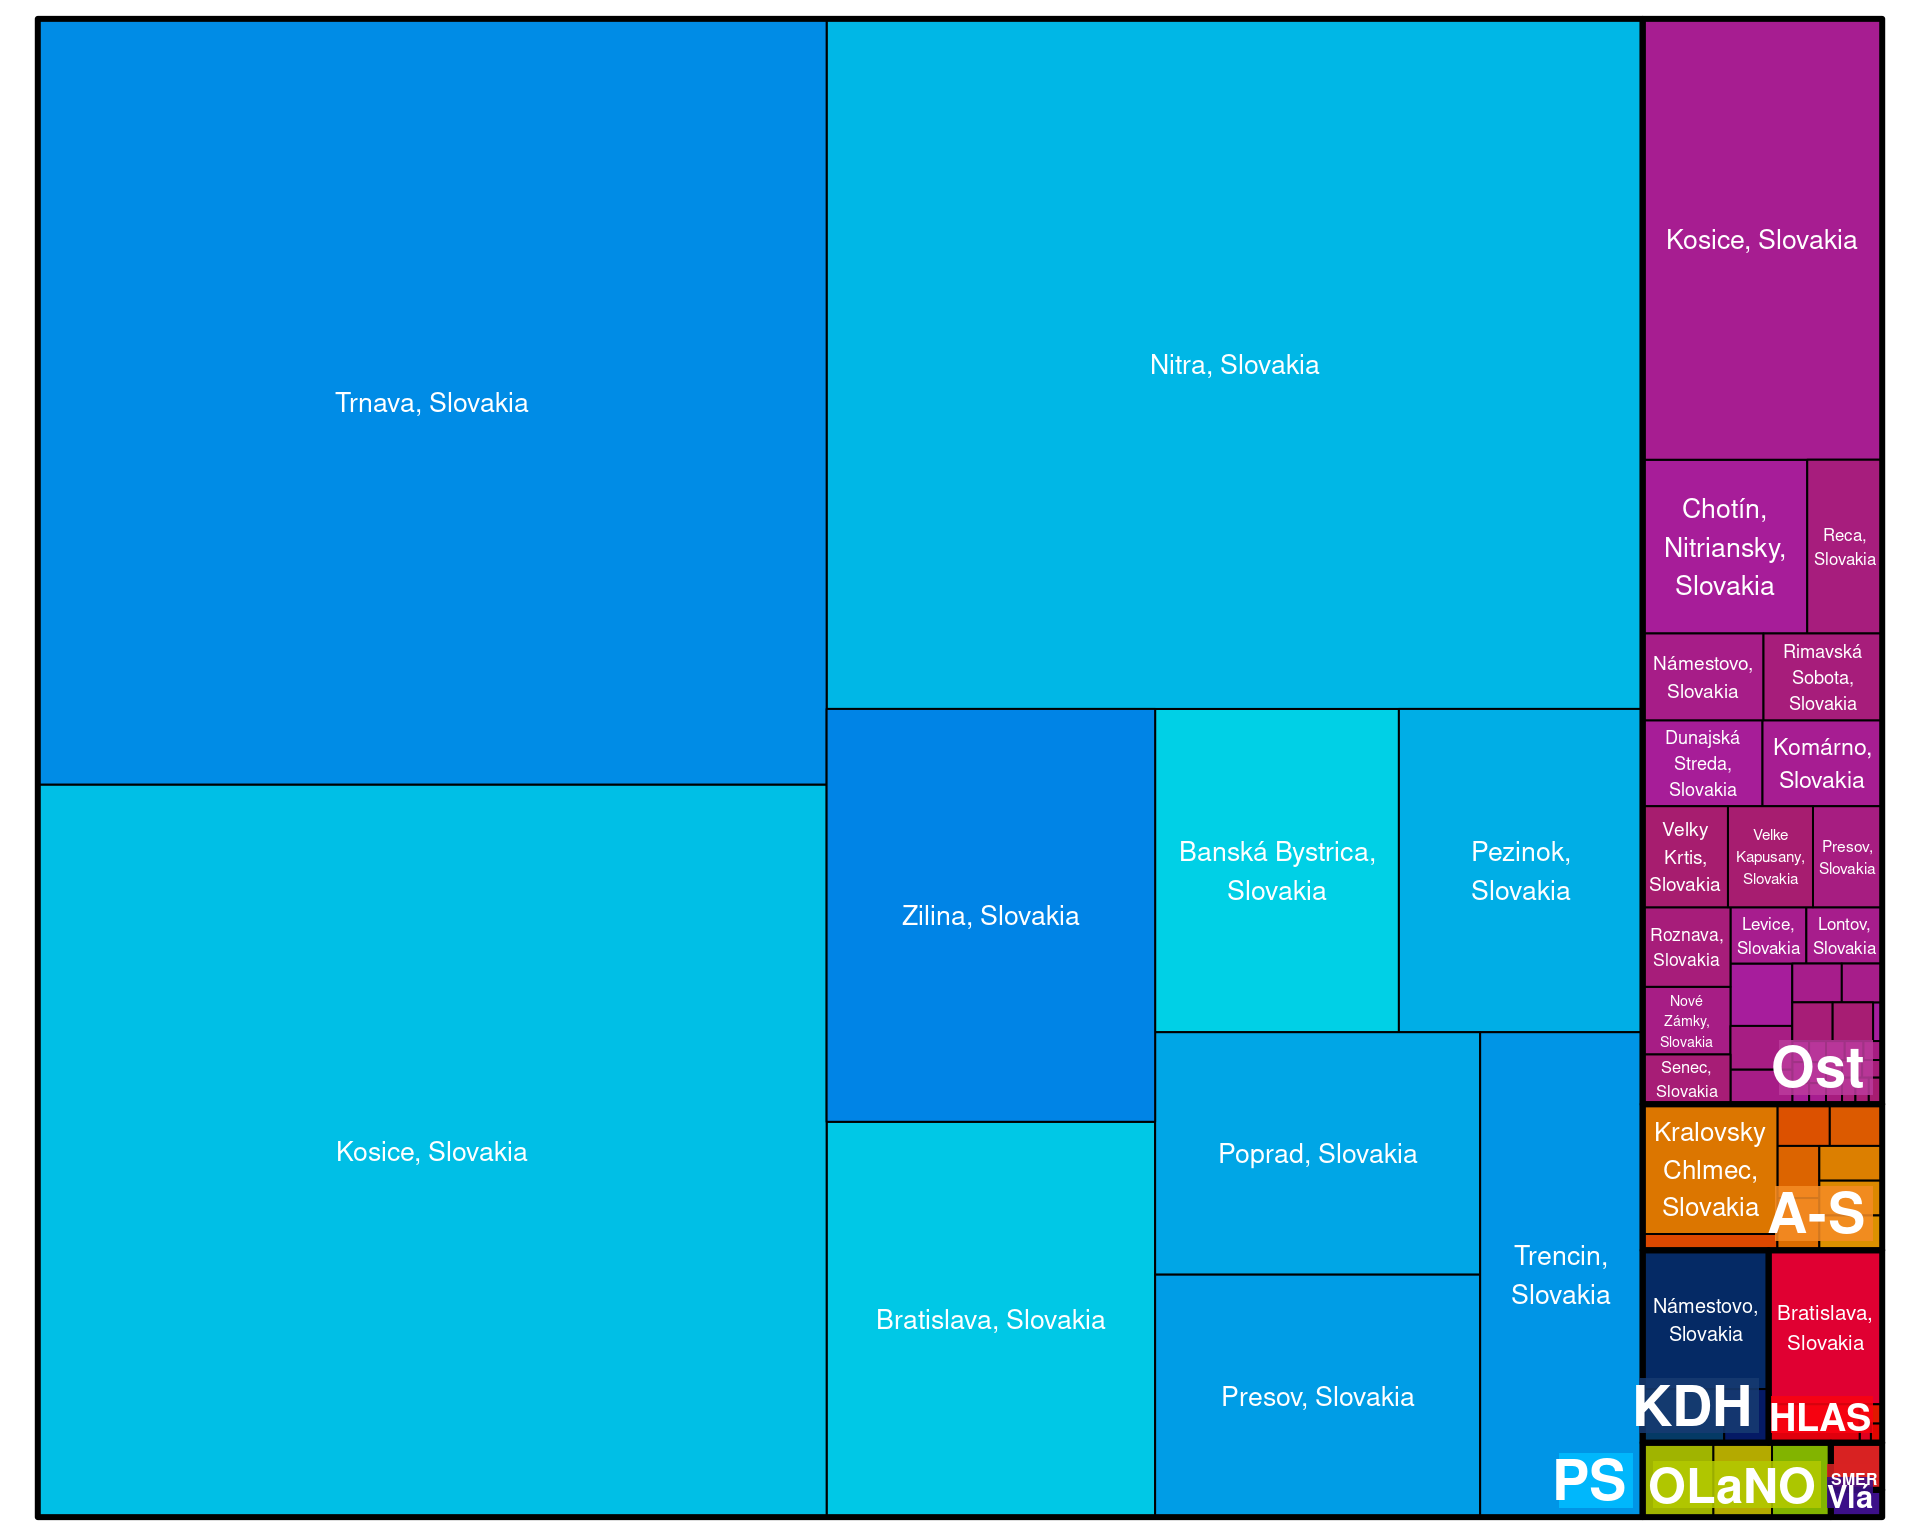 Trnava, Slovakia
Kosice, Slovakia
Nitra, Slovakia
Zilina, Slovakia
Bratislava, Slovakia
Banská Bystrica,
Slovakia
Pezinok,
Slovakia
Poprad, Slovakia
Presov, Slovakia
Trencin,
Slovakia
PS
Kosice, Slovakia
Chotín,
Nitriansky,
Slovakia
Reca,
Slovakia
Námestovo,
Slovakia
Rimavská
Sobota,
Slovakia
Dunajská
Streda,
Slovakia
Komárno,
Slovakia
Velky
Krtis,
Slovakia
Velke
Kapusany,
Slovakia
Presov,
Slovakia
Roznava,
Slovakia
Levice,
Slovakia
Lontov,
Slovakia
Nové
Zámky,
Slovakia
Senec,
Slovakia
Ost
Kralovsky
Chlmec,
Slovakia
A-S
Námestovo,
Slovakia
KDH
Bratislava,
Slovakia
HLAS
OLaNO
SMER
Vlá